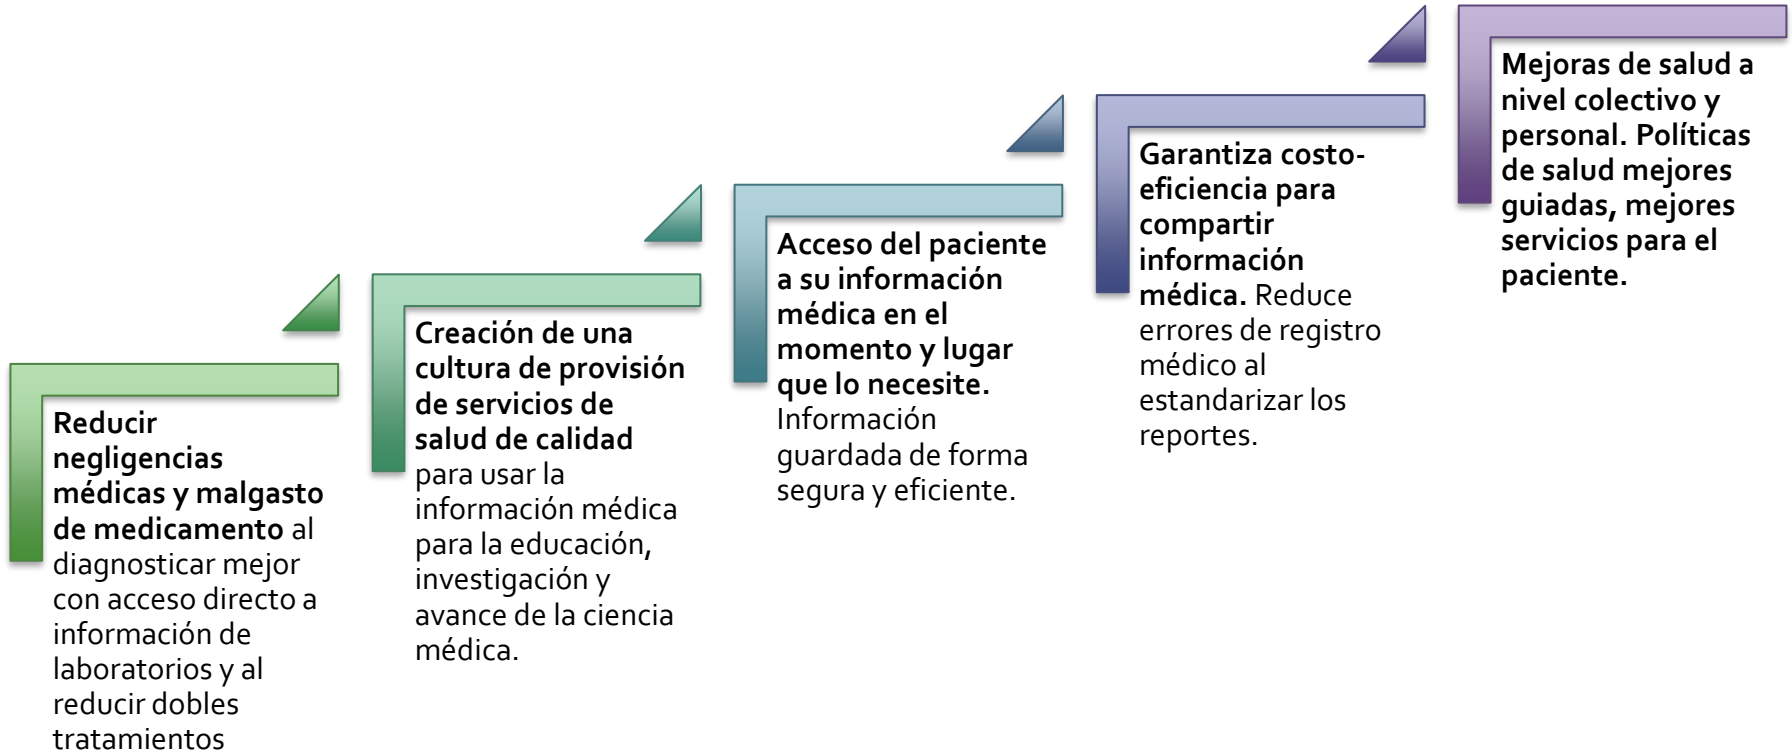 Reducir
negligencias
médicas y malgasto
de medicamento al
diagnosticar mejor
con acceso directo a
información de
laboratorios y al
reducir dobles
tratamientos
Creación de una
cultura de provisión
de servicios de
salud de calidad
para usar la
información médica
para la educación,
investigación y
avance de la ciencia
médica.
Acceso del paciente
a su información
médica en el
momento y lugar
que lo necesite.
Información
guardada de forma
segura y eficiente.
Garantiza costo-
eficiencia para
compartir
información
médica. Reduce
errores de registro
médico al
estandarizar los
reportes.
Mejoras de salud a
nivel colectivo y
personal. Políticas
de salud mejores
guiadas, mejores
servicios para el
paciente.